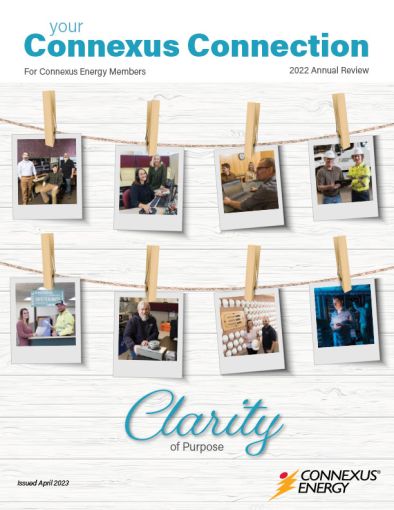 your
Connexus Connection
For Connexus Energy Members
2022 Annual Review
Clarity
of Purpose
Issued April 2023
CONNEXUS®
ENERGY